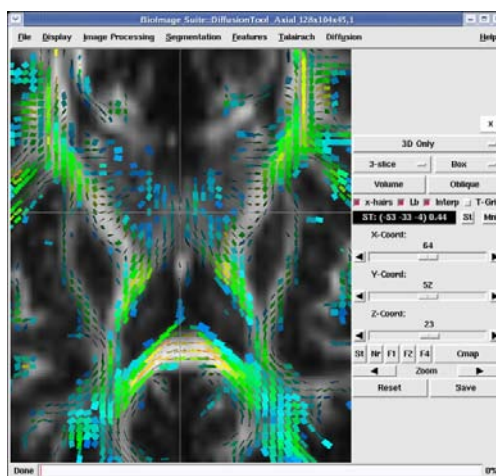 BioImage Suite::DiffusionTool Axial 128x104x45,1
File Display Image Processing Segmentation Features Talairach Diffusion Help
x
3D Only
3-slice Box
Volume Oblique
x-hairs Lb Interp T-Gri
ST: (-53 -33 -4) 0.44 St Mn
X-Coord:
64
Y-Coord:
52
Z-Coord:
23
St Nr F1 F2 F4 Cmap
Zoom
Reset Save
Done 0%